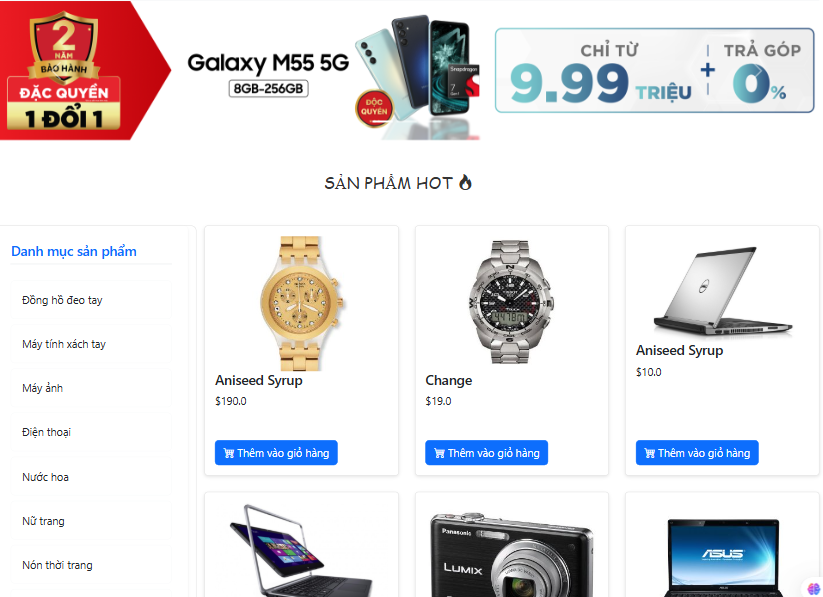 2
NĂM
BẢO HÀNH
ĐẶC QUYỀN
1 ĐỔI 1
Galaxy M55 5G
8GB-256GB
ĐỘC
QUYỀN
Snapdragon
7
CHỈ TỪ
9.99 TRIỆU
+
TRẢ GÓP
0%
SẢN PHẨM HOT
Danh mục sản phẩm
Đồng hồ đeo tay
Máy tính xách tay
Máy ảnh
Điện thoại
Nước hoa
Nữ trang
Nón thời trang
Aniseed Syrup
$190.0
Thêm vào giỏ hàng
Change
$19.0
Thêm vào giỏ hàng
Aniseed Syrup
$10.0
Thêm vào giỏ hàng
Panasonic
LUMIX
ASUS